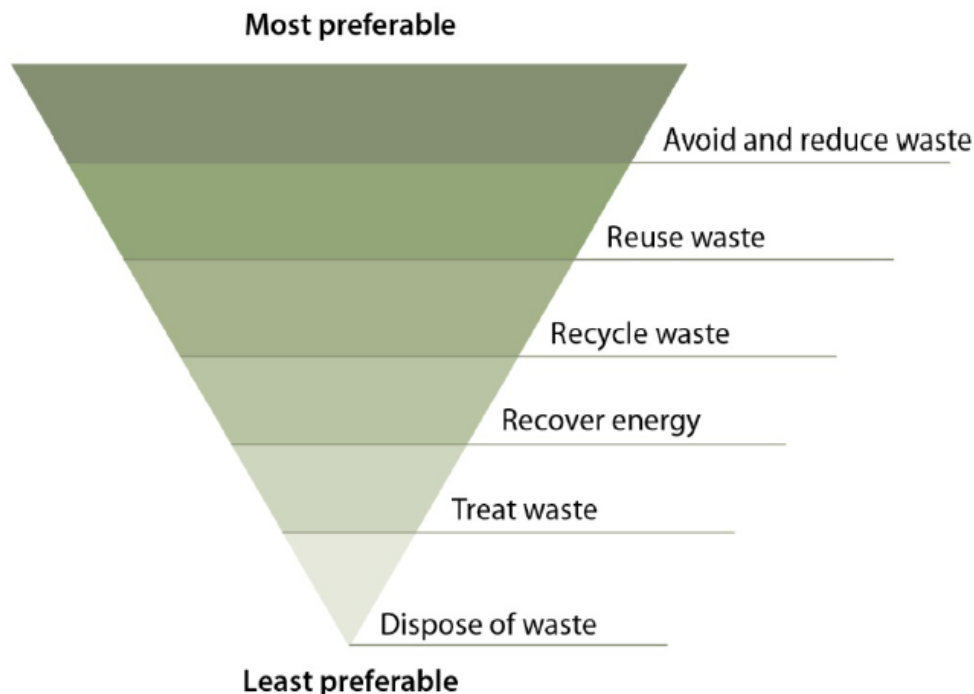 Most preferable
Avoid and reduce waste
Reuse waste
Recycle waste
Recover energy
Treat waste
Dispose of waste
Least preferable